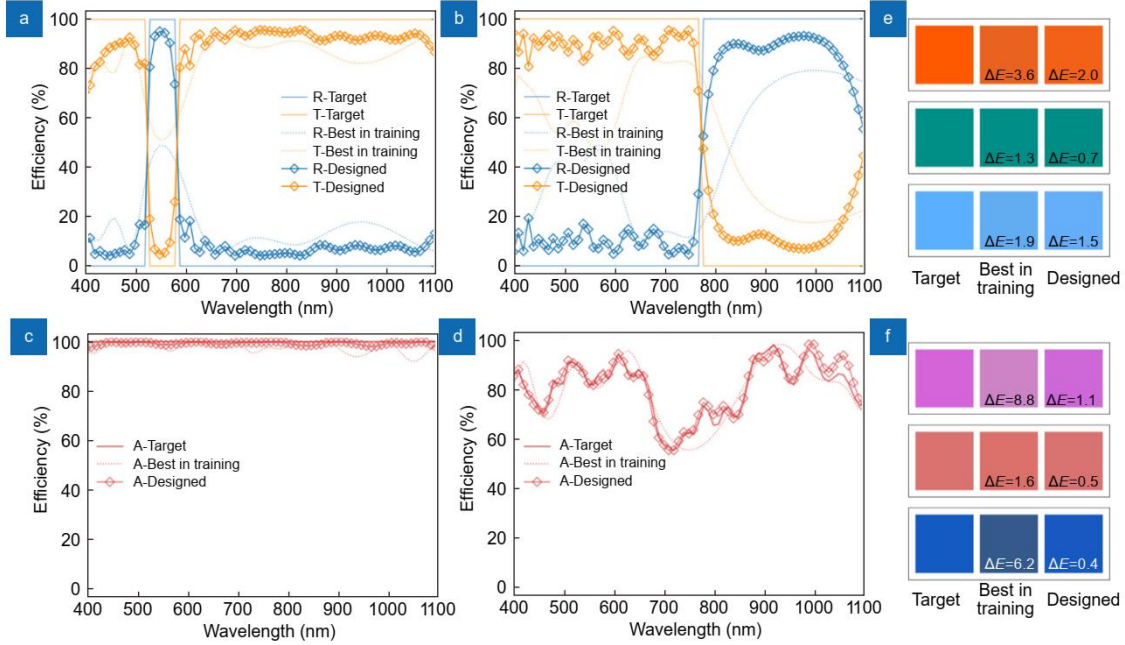 a
100
80
60
40
20
0
Efficiency (%)
R-Target
T-Target
R-Best in training
T-Best in training
R-Designed
T-Designed
400 500 600 700 800 900 1000 1100
Wavelength (nm)
b
100
80
60
40
20
0
Efficiency (%)
R-Target
T-Target
R-Best in training
T-Best in training
R-Designed
T-Designed
400 500 600 700 800 900 1000 1100
Wavelength (nm)
e
ΔE=3.6 ΔE=2.0
ΔE=1.3 ΔE=0.7
ΔE=1.9 ΔE=1.5
Target Best in Designed
training
c
100
80
60
40
20
0
Efficiency (%)
A-Target
A-Best in training
A-Designed
400 500 600 700 800 900 1000 1100
Wavelength (nm)
d
100
80
60
40
20
0
Efficiency (%)
A-Target
A-Best in training
A-Designed
400 500 600 700 800 900 1000 1100
Wavelength (nm)
f
ΔE=8.8 ΔE=1.1
ΔE=1.6 ΔE=0.5
ΔE=6.2 ΔE=0.4
Target Best in Designed
training